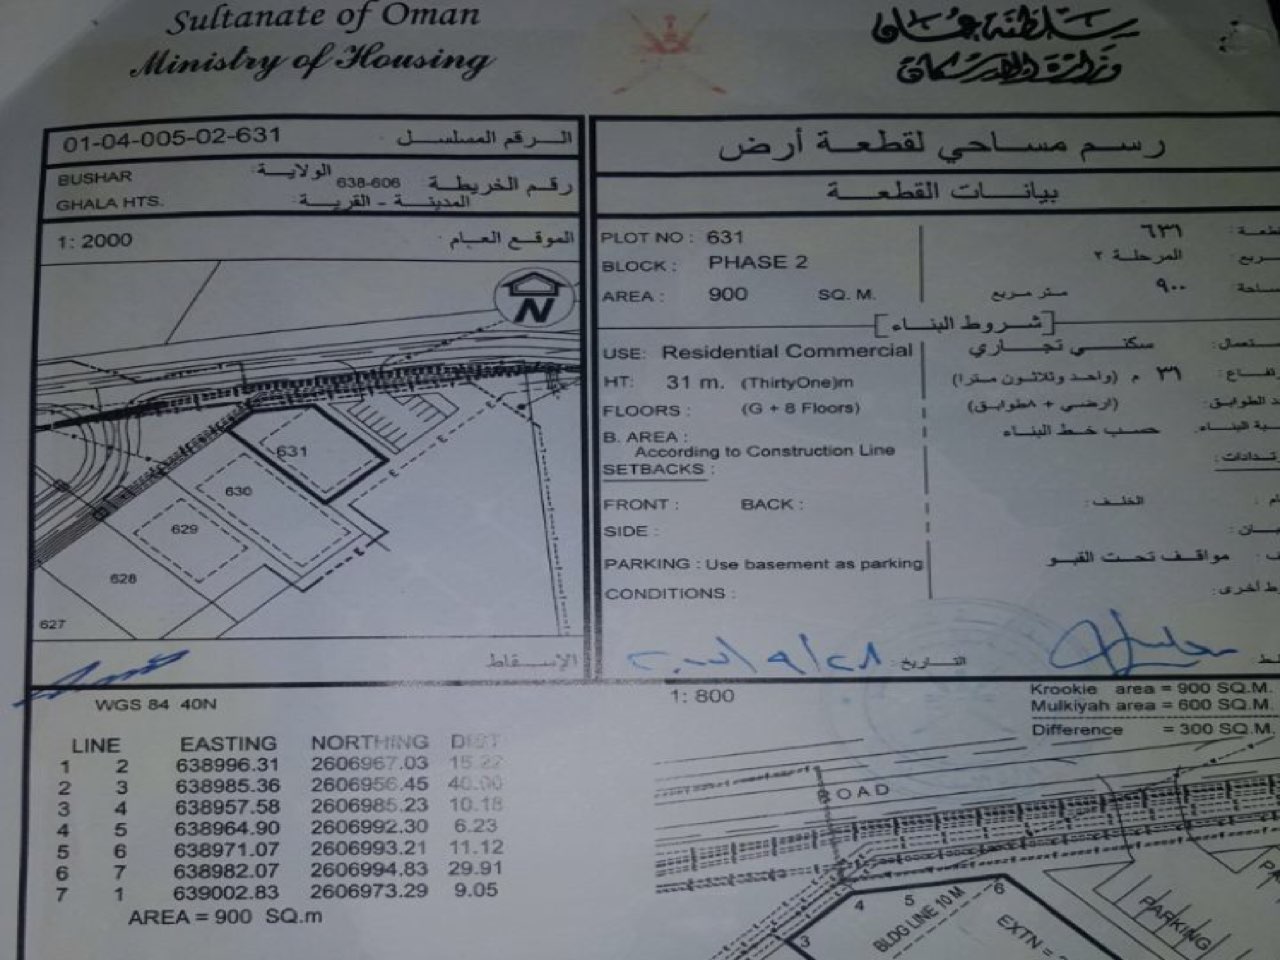 Sultanate of Oman
Ministry of Housing
سلطنة عمان
وزارة الإسكان
01-04-005-02-631 الرقم المسلسل
BUSHAR الولاية:
638-606 رقم الخريطة
GHALA HTS. المدينة - القرية:
1: 2000 الموقع العام
N
631
630
629
628
627
الإسقاط
رسم مساحي لقطعة أرض
بيانات القطعة
PLOT NO : 631 ٦٣١
BLOCK : PHASE 2 المرحلة ٢
AREA : 900 SQ. M. متر مربع ٩٠٠
[شروط البناء]
USE: Residential Commercial سكني تجاري
HT: 31 m. (ThirtyOne)m ٣١ م (واحد وثلاثون مترا)
FLOORS : (G + 8 Floors) (ارضي + ٨طوابق)
B. AREA :
According to Construction Line حسب خط البناء
SETBACKS :
FRONT : BACK : الخلف :
SIDE :
PARKING : Use basement as parking مواقف تحت القبو
CONDITIONS :
التاريخ :
WGS 84 40N
LINE EASTING NORTHING DIST
1 2 638996.31 2606967.03 15.22
2 3 638985.36 2606956.45 40.00
3 4 638957.58 2606985.23 10.18
4 5 638964.90 2606992.30 6.23
5 6 638971.07 2606993.21 11.12
6 7 638982.07 2606994.83 29.91
7 1 639002.83 2606973.29 9.05
AREA = 900 SQ.m
1: 800
Krookie area = 900 SQ.M.
Mulkiyah area = 600 SQ.M.
Difference = 300 SQ.M.
OAD
3
4
5
6
BLDG LINE 10 M
EXTN =
PARKING